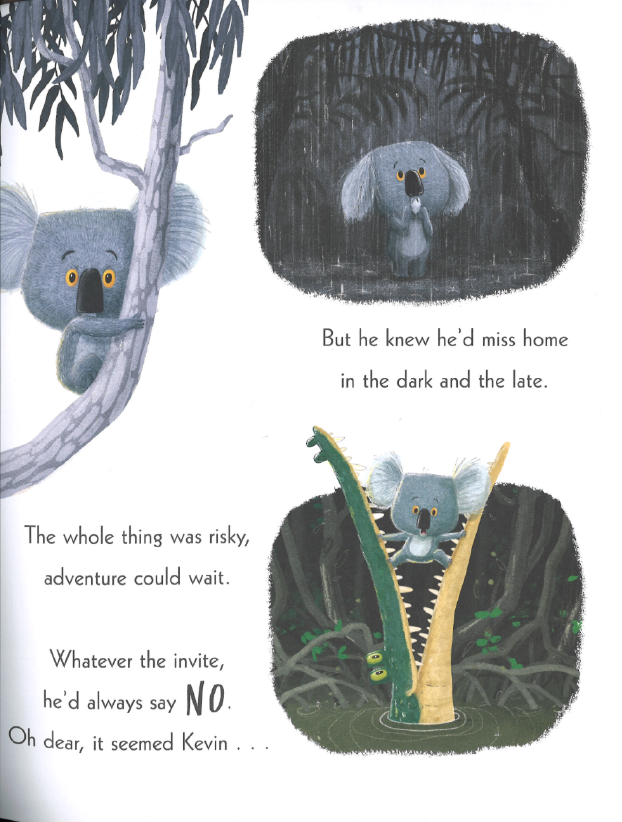 But he knew he'd miss home
in the dark and the late.
The whole thing was risky,
adventure could wait.
Whatever the invite,
he'd always say NO.
Oh dear, it seemed Kevin . . .